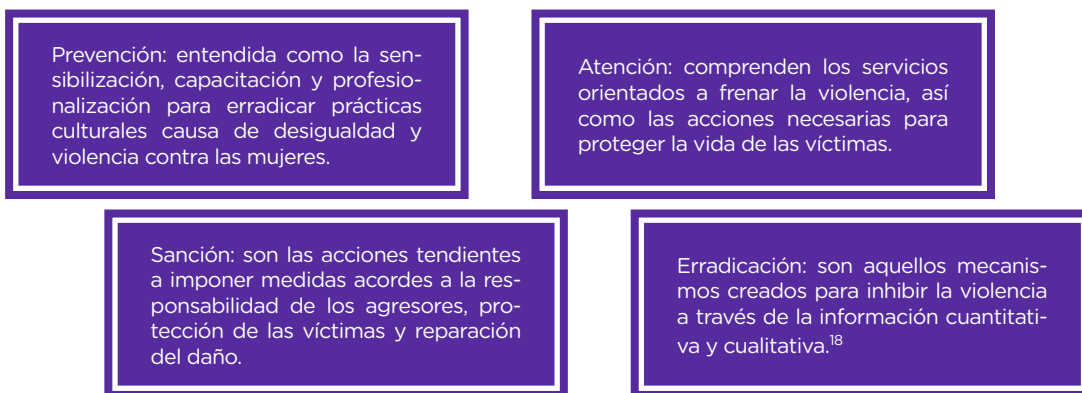 Prevención: entendida como la sen-
sibilización, capacitación y profesio-
nalización para erradicar prácticas
culturales causa de desigualdad y
violencia contra las mujeres.
Atención: comprenden los servicios
orientados a frenar la violencia, así
como las acciones necesarias para
proteger la vida de las víctimas.
Sanción: son las acciones tendientes
a imponer medidas acordes a la res-
ponsabilidad de los agresores, pro-
tección de las víctimas y reparación
del daño.
Erradicación: son aquellos mecanis-
mos creados para inhibir la violencia
a través de la información cuantitati-
va y cualitativa.18